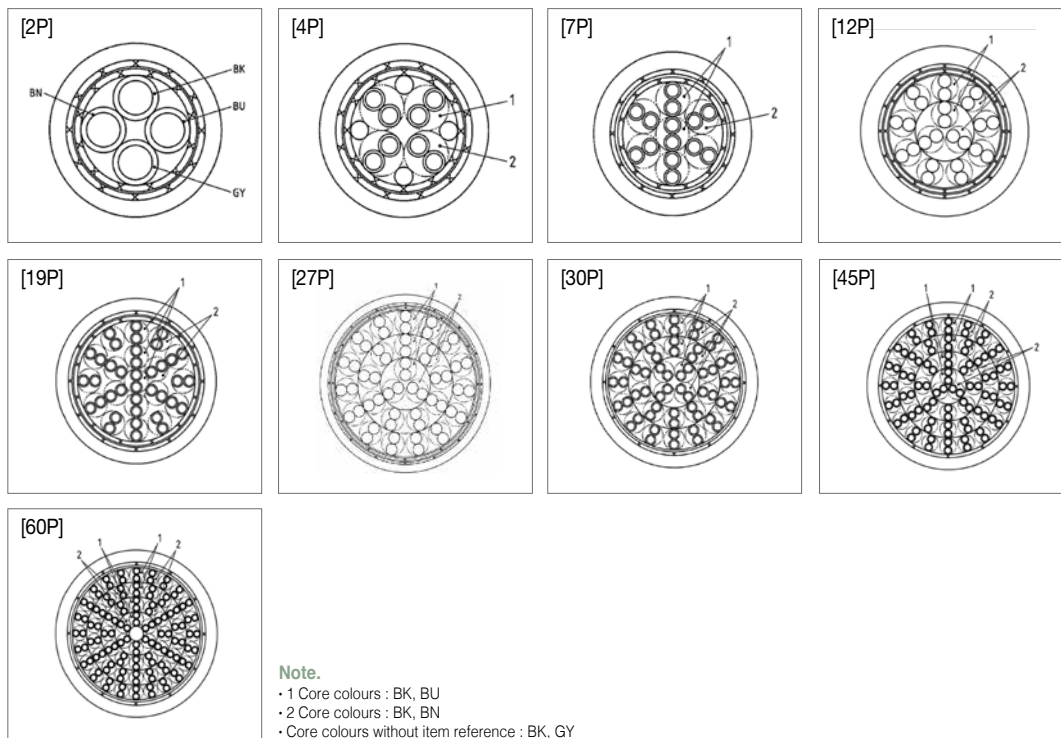 [2P]
BK
BN
BU
GY
[4P]
1
2
[7P]
1
2
[12P]
1
2
[19P]
1
2
[27P]
1
2
[30P]
1
2
[45P]
1 1 2
2
[60P]
2 1 1 2
Note.
• 1 Core colours : BK, BU
• 2 Core colours : BK, BN
• Core colours without item reference : BK, GY